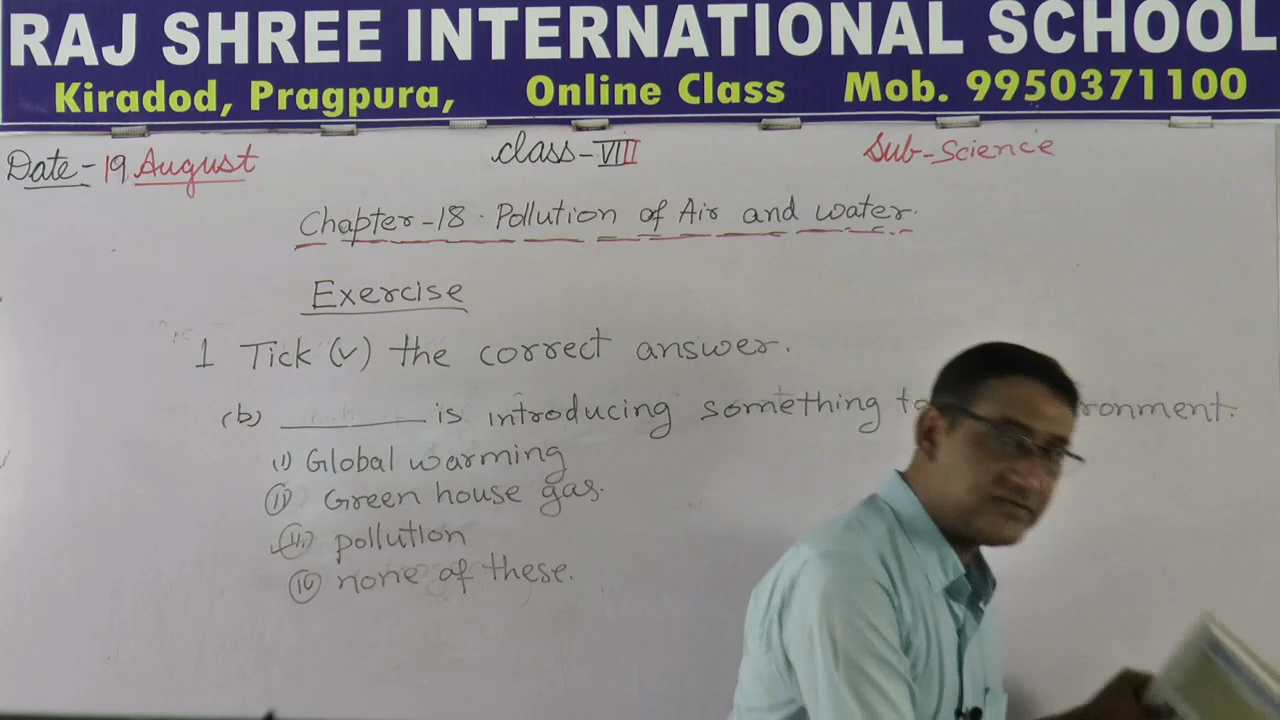 RAJ SHREE INTERNATIONAL SCHOOL
Kiradod, Pragpura, Online Class Mob. 9950371100
Date - 19 August class - VIII Sub - Science
Chapter - 18 . Pollution of Air and water.
Exercise
1 Tick (✓) the correct answer.
(b) ________ is introducing something ronment.
(i) Global warming
(ii) Green house gas.
(iii) pollution
(iv) none of these.